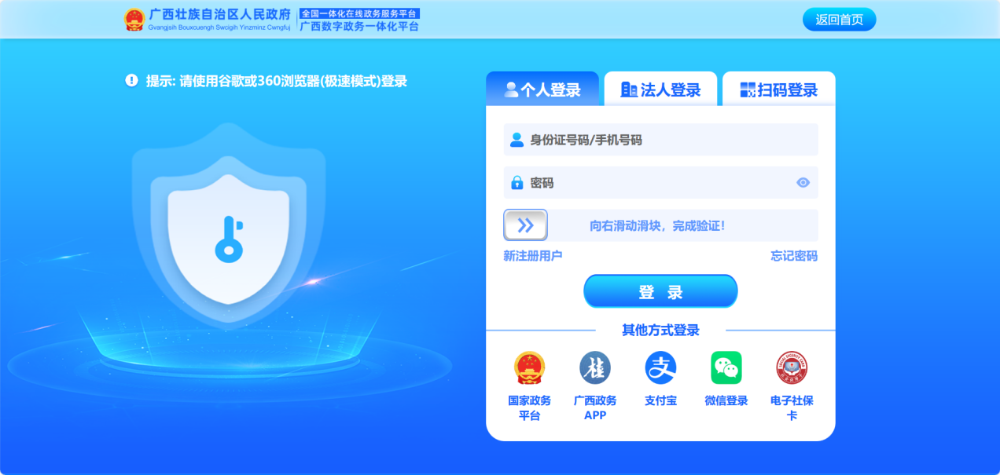 广西壮族自治区人民政府
Gvangjsih Bouxcuengh Swcigih Yinzminz Cwngfuj
全国一体化在线政务服务平台
广西数字政务一体化平台
返回首页
提示: 请使用谷歌或360浏览器(极速模式)登录
个人登录
法人登录
扫码登录
身份证号码/手机号码
密码
向右滑动滑块，完成验证！
新注册用户
忘记密码
登 录
其他方式登录
国家政务
平台
桂
广西政务
APP
支
支付宝
微信登录
电子社保
卡